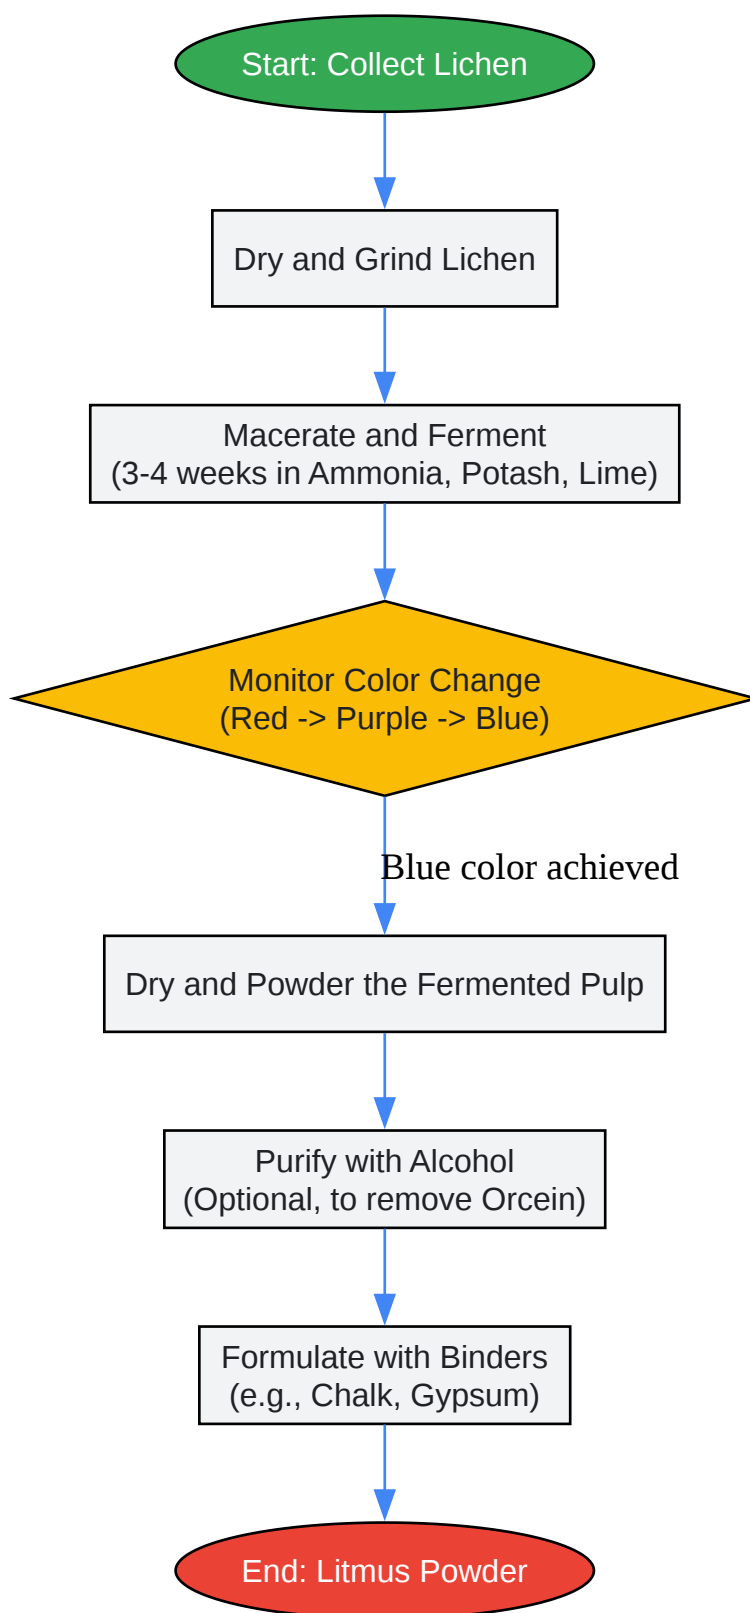 Start: Collect Lichen
Dry and Grind Lichen
Macerate and Ferment
(3-4 weeks in Ammonia, Potash, Lime)
Monitor Color Change
(Red -> Purple -> Blue)
Blue color achieved
Dry and Powder the Fermented Pulp
Purify with Alcohol
(Optional, to remove Orcein)
Formulate with Binders
(e.g., Chalk, Gypsum)
End: Litmus Powder